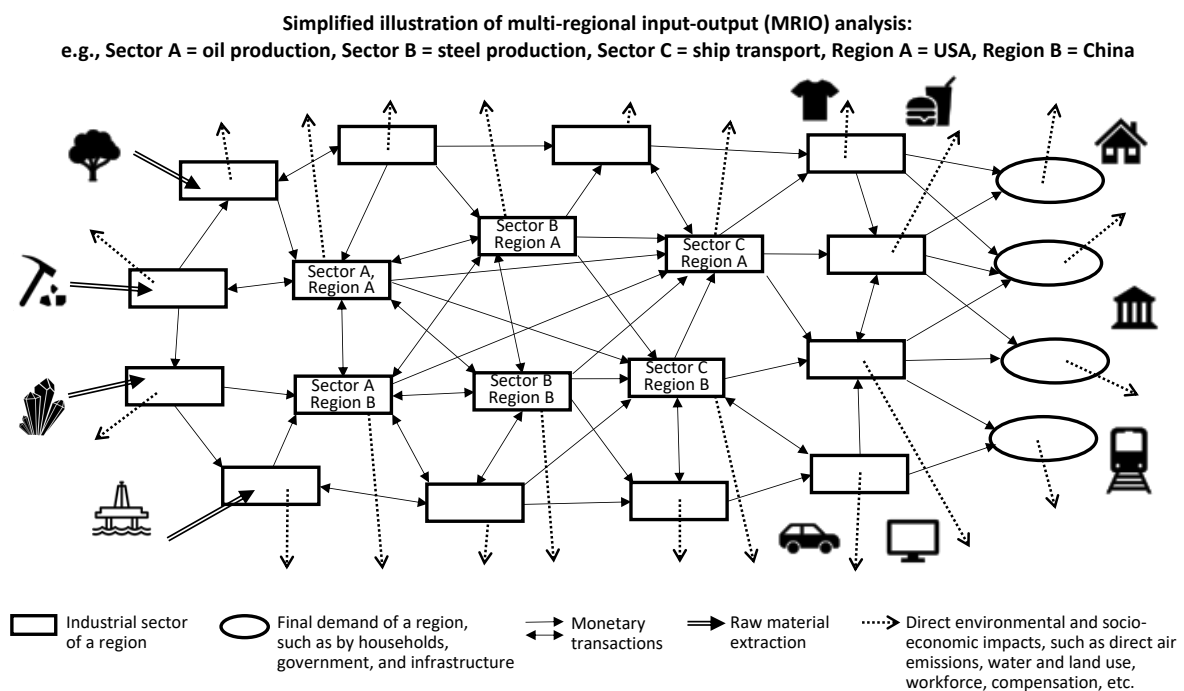 Simplified illustration of multi-regional input-output (MRIO) analysis:
e.g., Sector A = oil production, Sector B = steel production, Sector C = ship transport, Region A = USA, Region B = China
Sector B
Region A
Sector C
Region A
Sector A,
Region A
Sector A
Region B
Sector B
Region B
Sector C
Region B
Industrial sector
of a region
Final demand of a region,
such as by households,
government, and infrastructure
Monetary
transactions
Raw material
extraction
Direct environmental and socio-
economic impacts, such as direct air
emissions, water and land use,
workforce, compensation, etc.